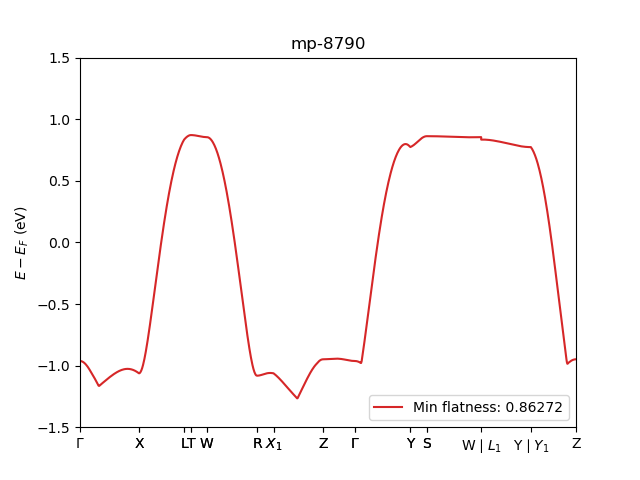 mp-8790
E − E_F (eV)
1.5
1.0
0.5
0.0
−0.5
−1.0
−1.5
Min flatness: 0.86272
Γ X LT W R X₁ Z Γ Y S W | L₁ Y | Y₁ Z